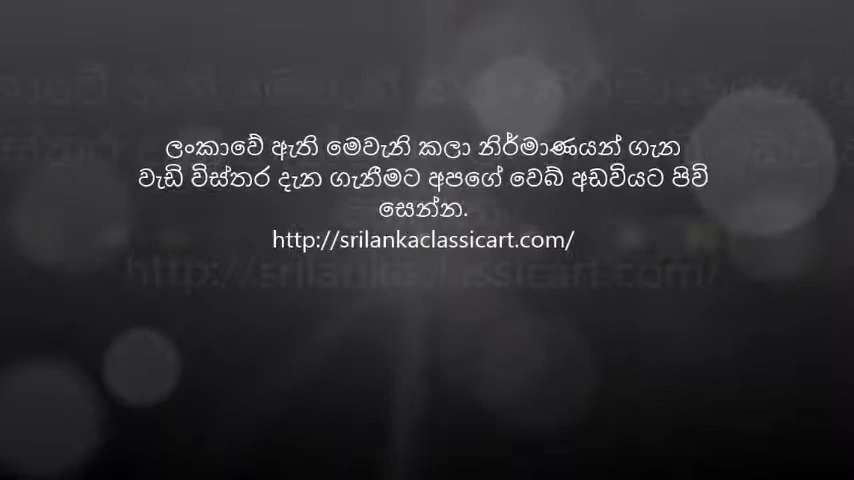 ලංකාවේ ඇති මෙවැනි කලා නිර්මාණයන් ගැන
වැඩි විස්තර දැන ගැනීමට අපගේ වෙබ් අඩවියට පිවි
සෙන්න.
http://srilankaclassicart.com/